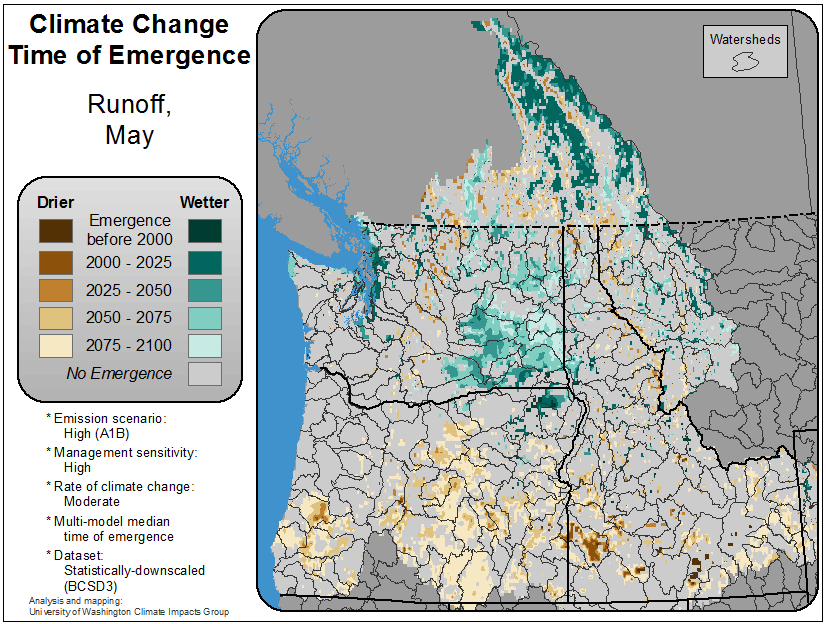 Climate Change
Time of Emergence
Runoff,
May
Watersheds
Drier Wetter
Emergence
before 2000
2000 - 2025
2025 - 2050
2050 - 2075
2075 - 2100
No Emergence
* Emission scenario:
High (A1B)
* Management sensitivity:
High
* Rate of climate change:
Moderate
* Multi-model median
time of emergence
* Dataset:
Statistically-downscaled
(BCSD3)
Analysis and mapping:
University of Washington Climate Impacts Group